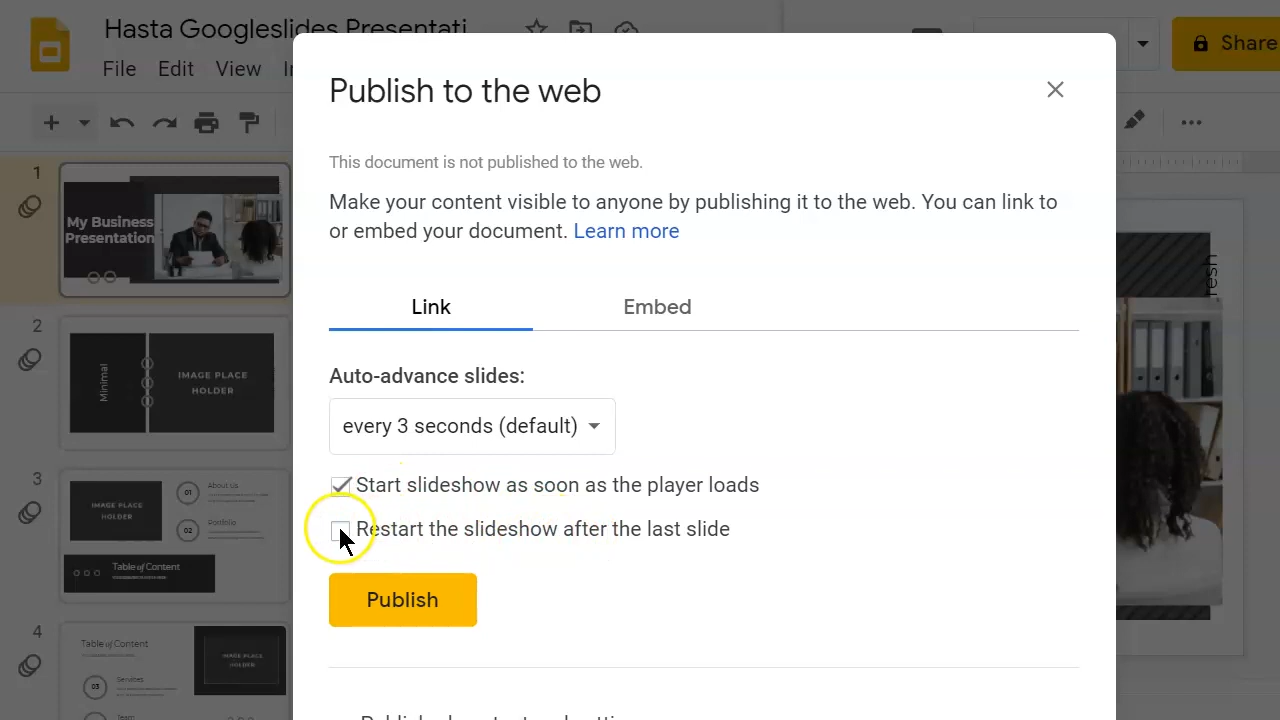 Hasta Googleslides Presentati
File Edit View
Share
Publish to the web
This document is not published to the web.
Make your content visible to anyone by publishing it to the web. You can link to
or embed your document. Learn more
Link Embed
Auto-advance slides:
every 3 seconds (default)
Start slideshow as soon as the player loads
Restart the slideshow after the last slide
Publish
1
My Business
Presentation
2
Minimal
IMAGE PLACE
HOLDER
3
IMAGE PLACE
HOLDER
01 About Us
02 Portfolio
Table of Content
4
Table of Content
IMAGE PLACE
HOLDER
03 Services
Team
resh